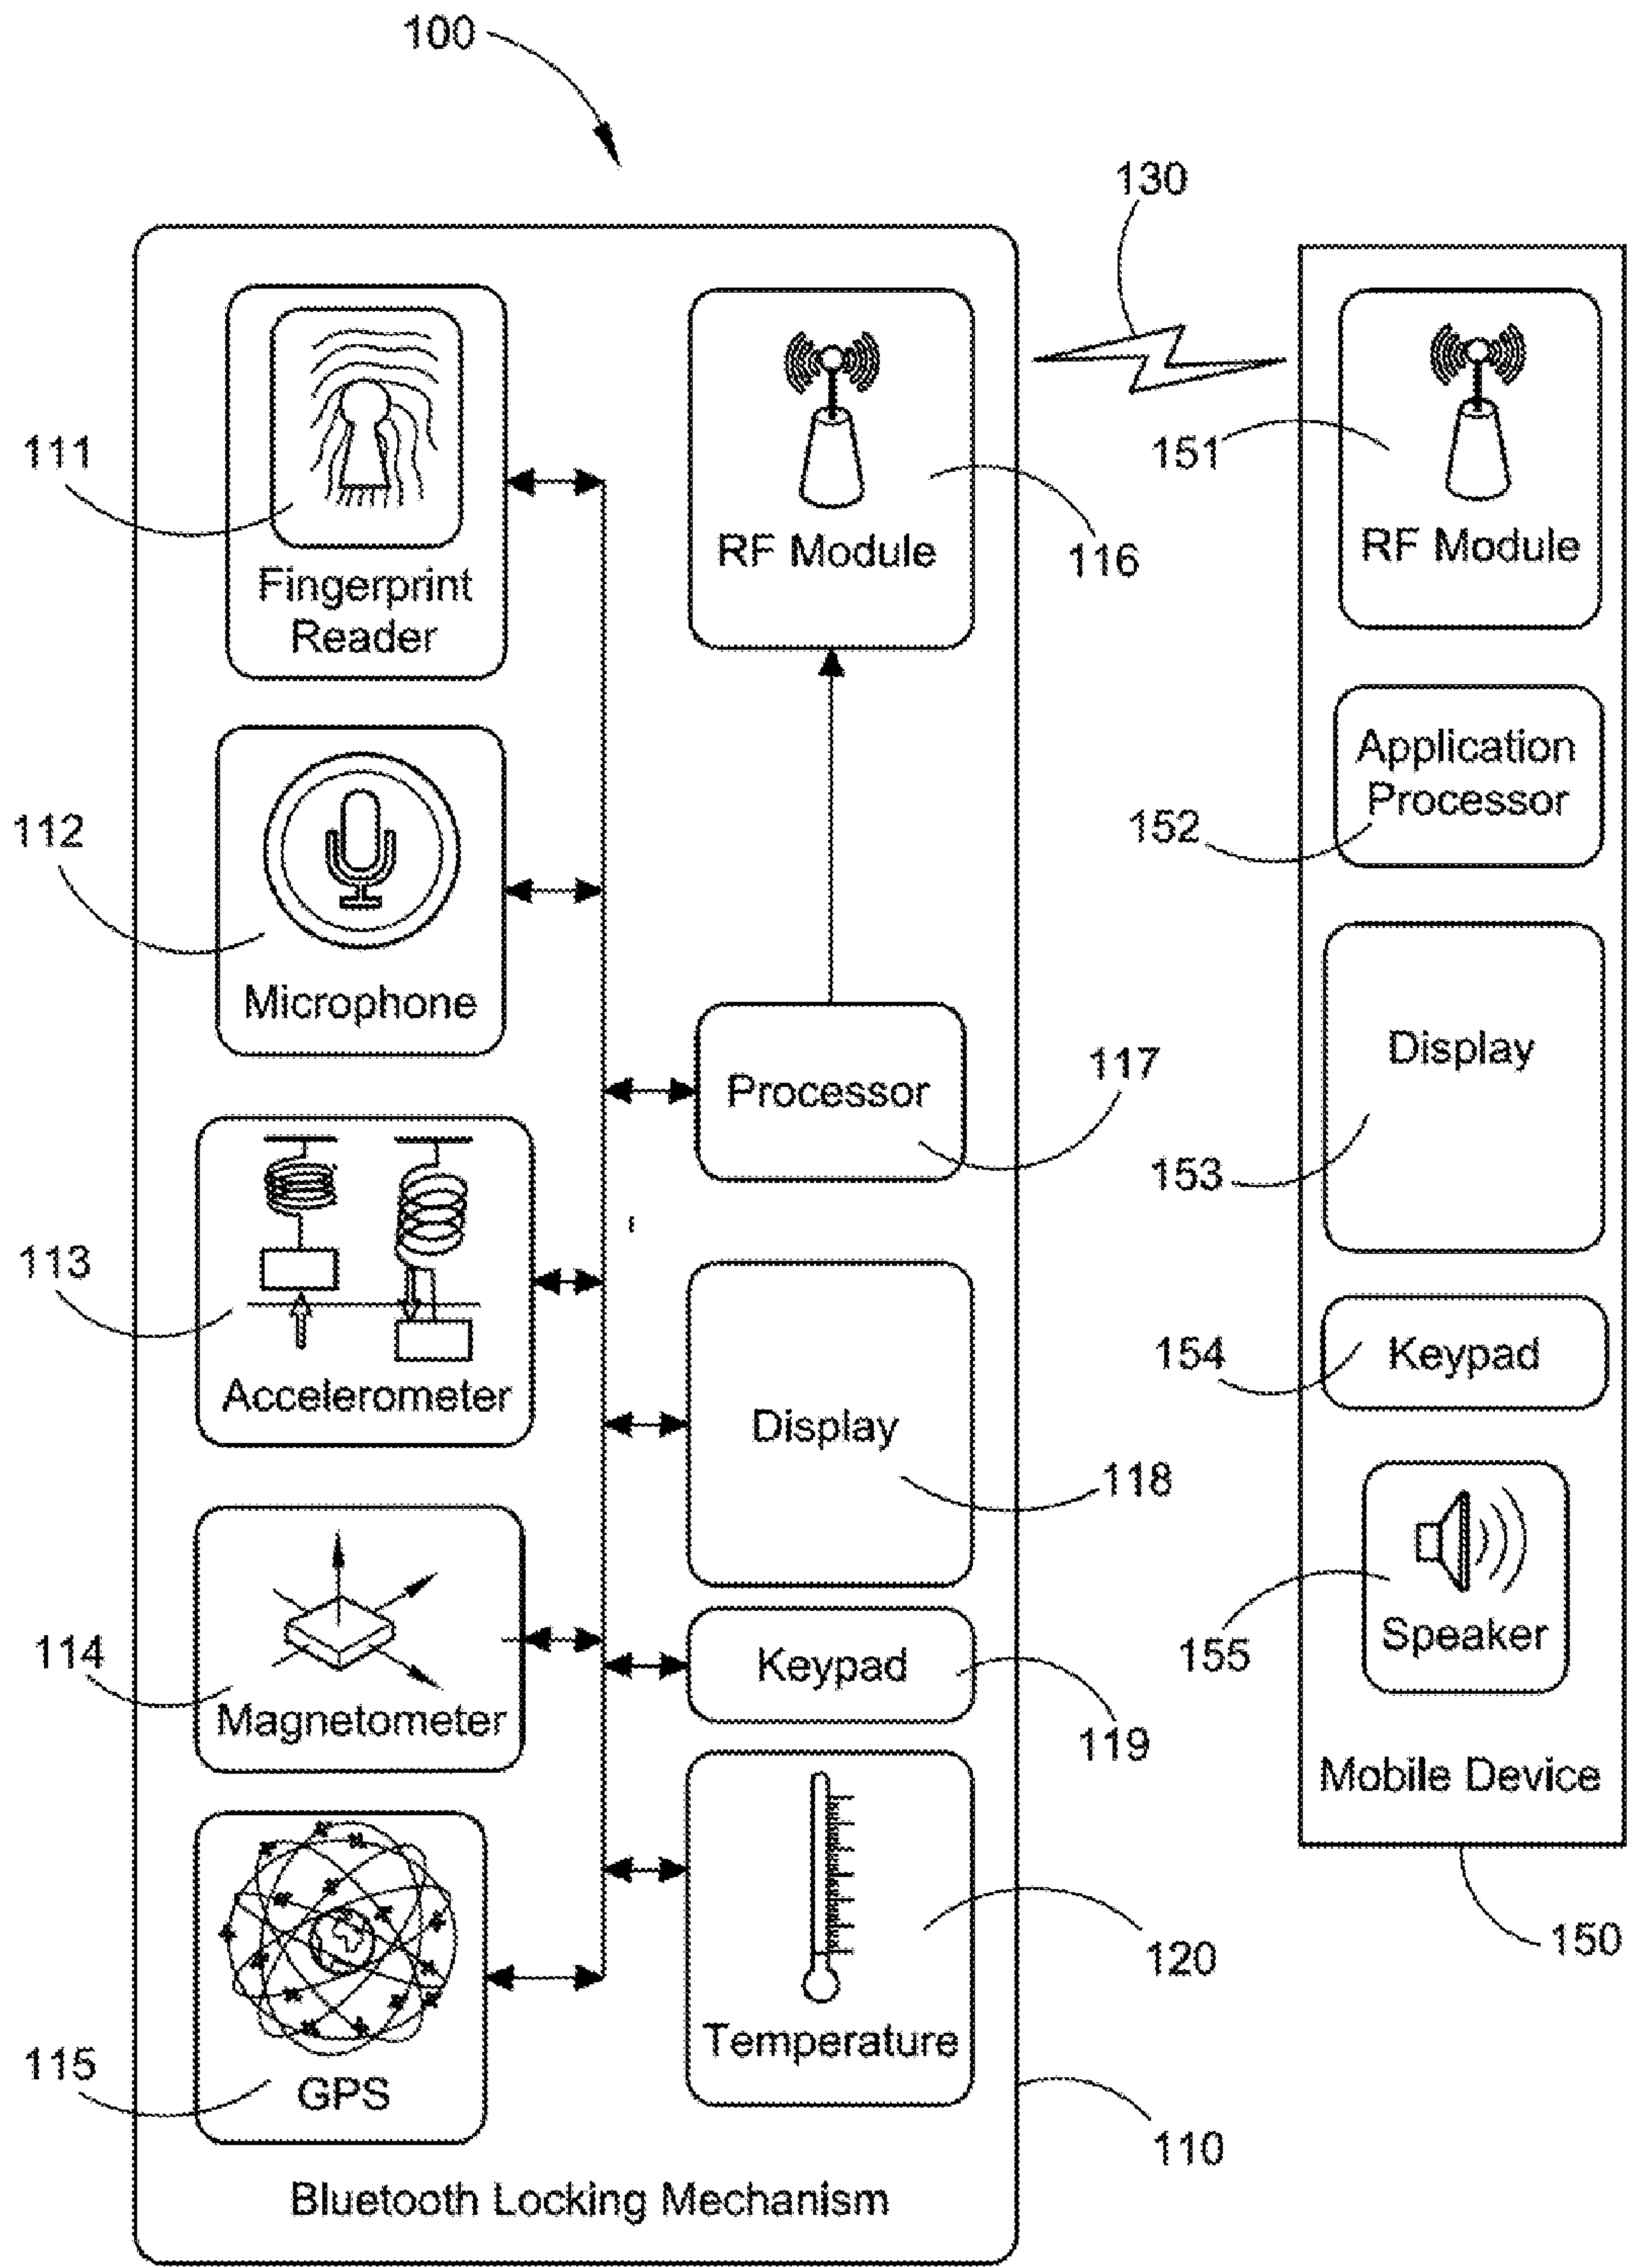 100
130
111
Fingerprint
Reader
RF Module
116
151
RF Module
112
Microphone
Application
Processor
152
Processor
117
Display
153
113
Accelerometer
Display
118
154
Keypad
114
Magnetometer
Keypad
119
155
Speaker
Mobile Device
150
115
GPS
Temperature
120
110
Bluetooth Locking Mechanism